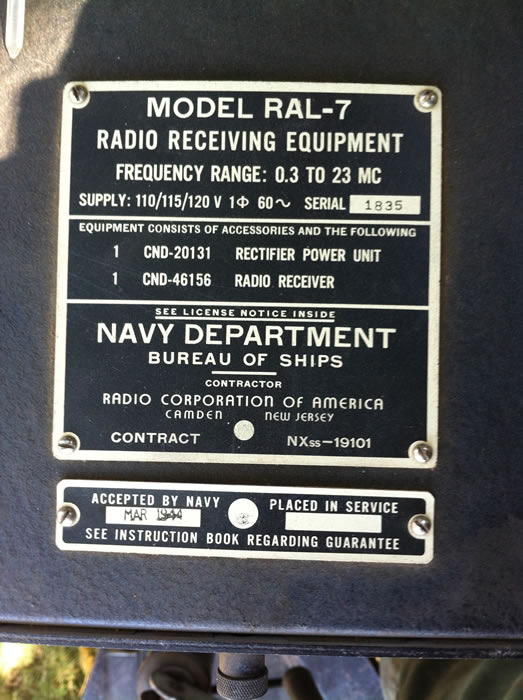 MODEL RAL-7
RADIO RECEIVING EQUIPMENT
FREQUENCY RANGE: 0.3 TO 23 MC
SUPPLY: 110/115/120 V 1Φ 60~ SERIAL 1835
EQUIPMENT CONSISTS OF ACCESSORIES AND THE FOLLOWING
1 CND-20131 RECTIFIER POWER UNIT
1 CND-46156 RADIO RECEIVER
SEE LICENSE NOTICE INSIDE
NAVY DEPARTMENT
BUREAU OF SHIPS
CONTRACTOR
RADIO CORPORATION OF AMERICA
CAMDEN NEW JERSEY
CONTRACT NXss-19101
ACCEPTED BY NAVY PLACED IN SERVICE
MAR 1944
SEE INSTRUCTION BOOK REGARDING GUARANTEE